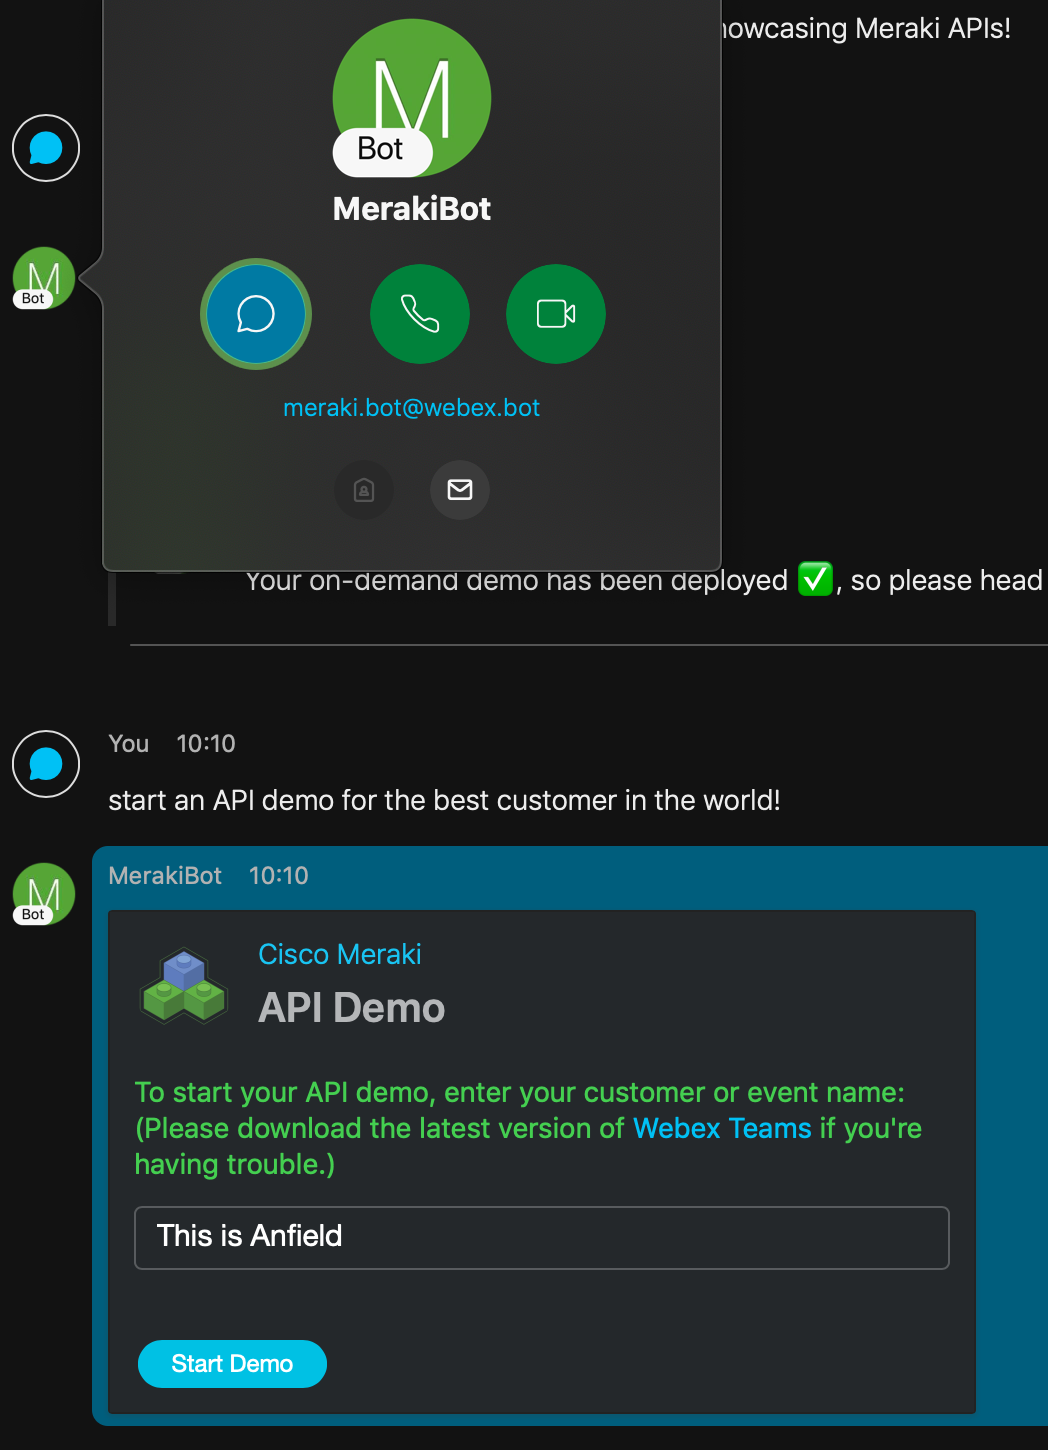 showcasing Meraki APIs!
M
Bot
MerakiBot
M
Bot
meraki.bot@webex.bot
Your on-demand demo has been deployed ✅, so please head
You 10:10
start an API demo for the best customer in the world!
M
Bot
MerakiBot 10:10
Cisco Meraki
API Demo
To start your API demo, enter your customer or event name:
(Please download the latest version of Webex Teams if you're
having trouble.)
This is Anfield
Start Demo